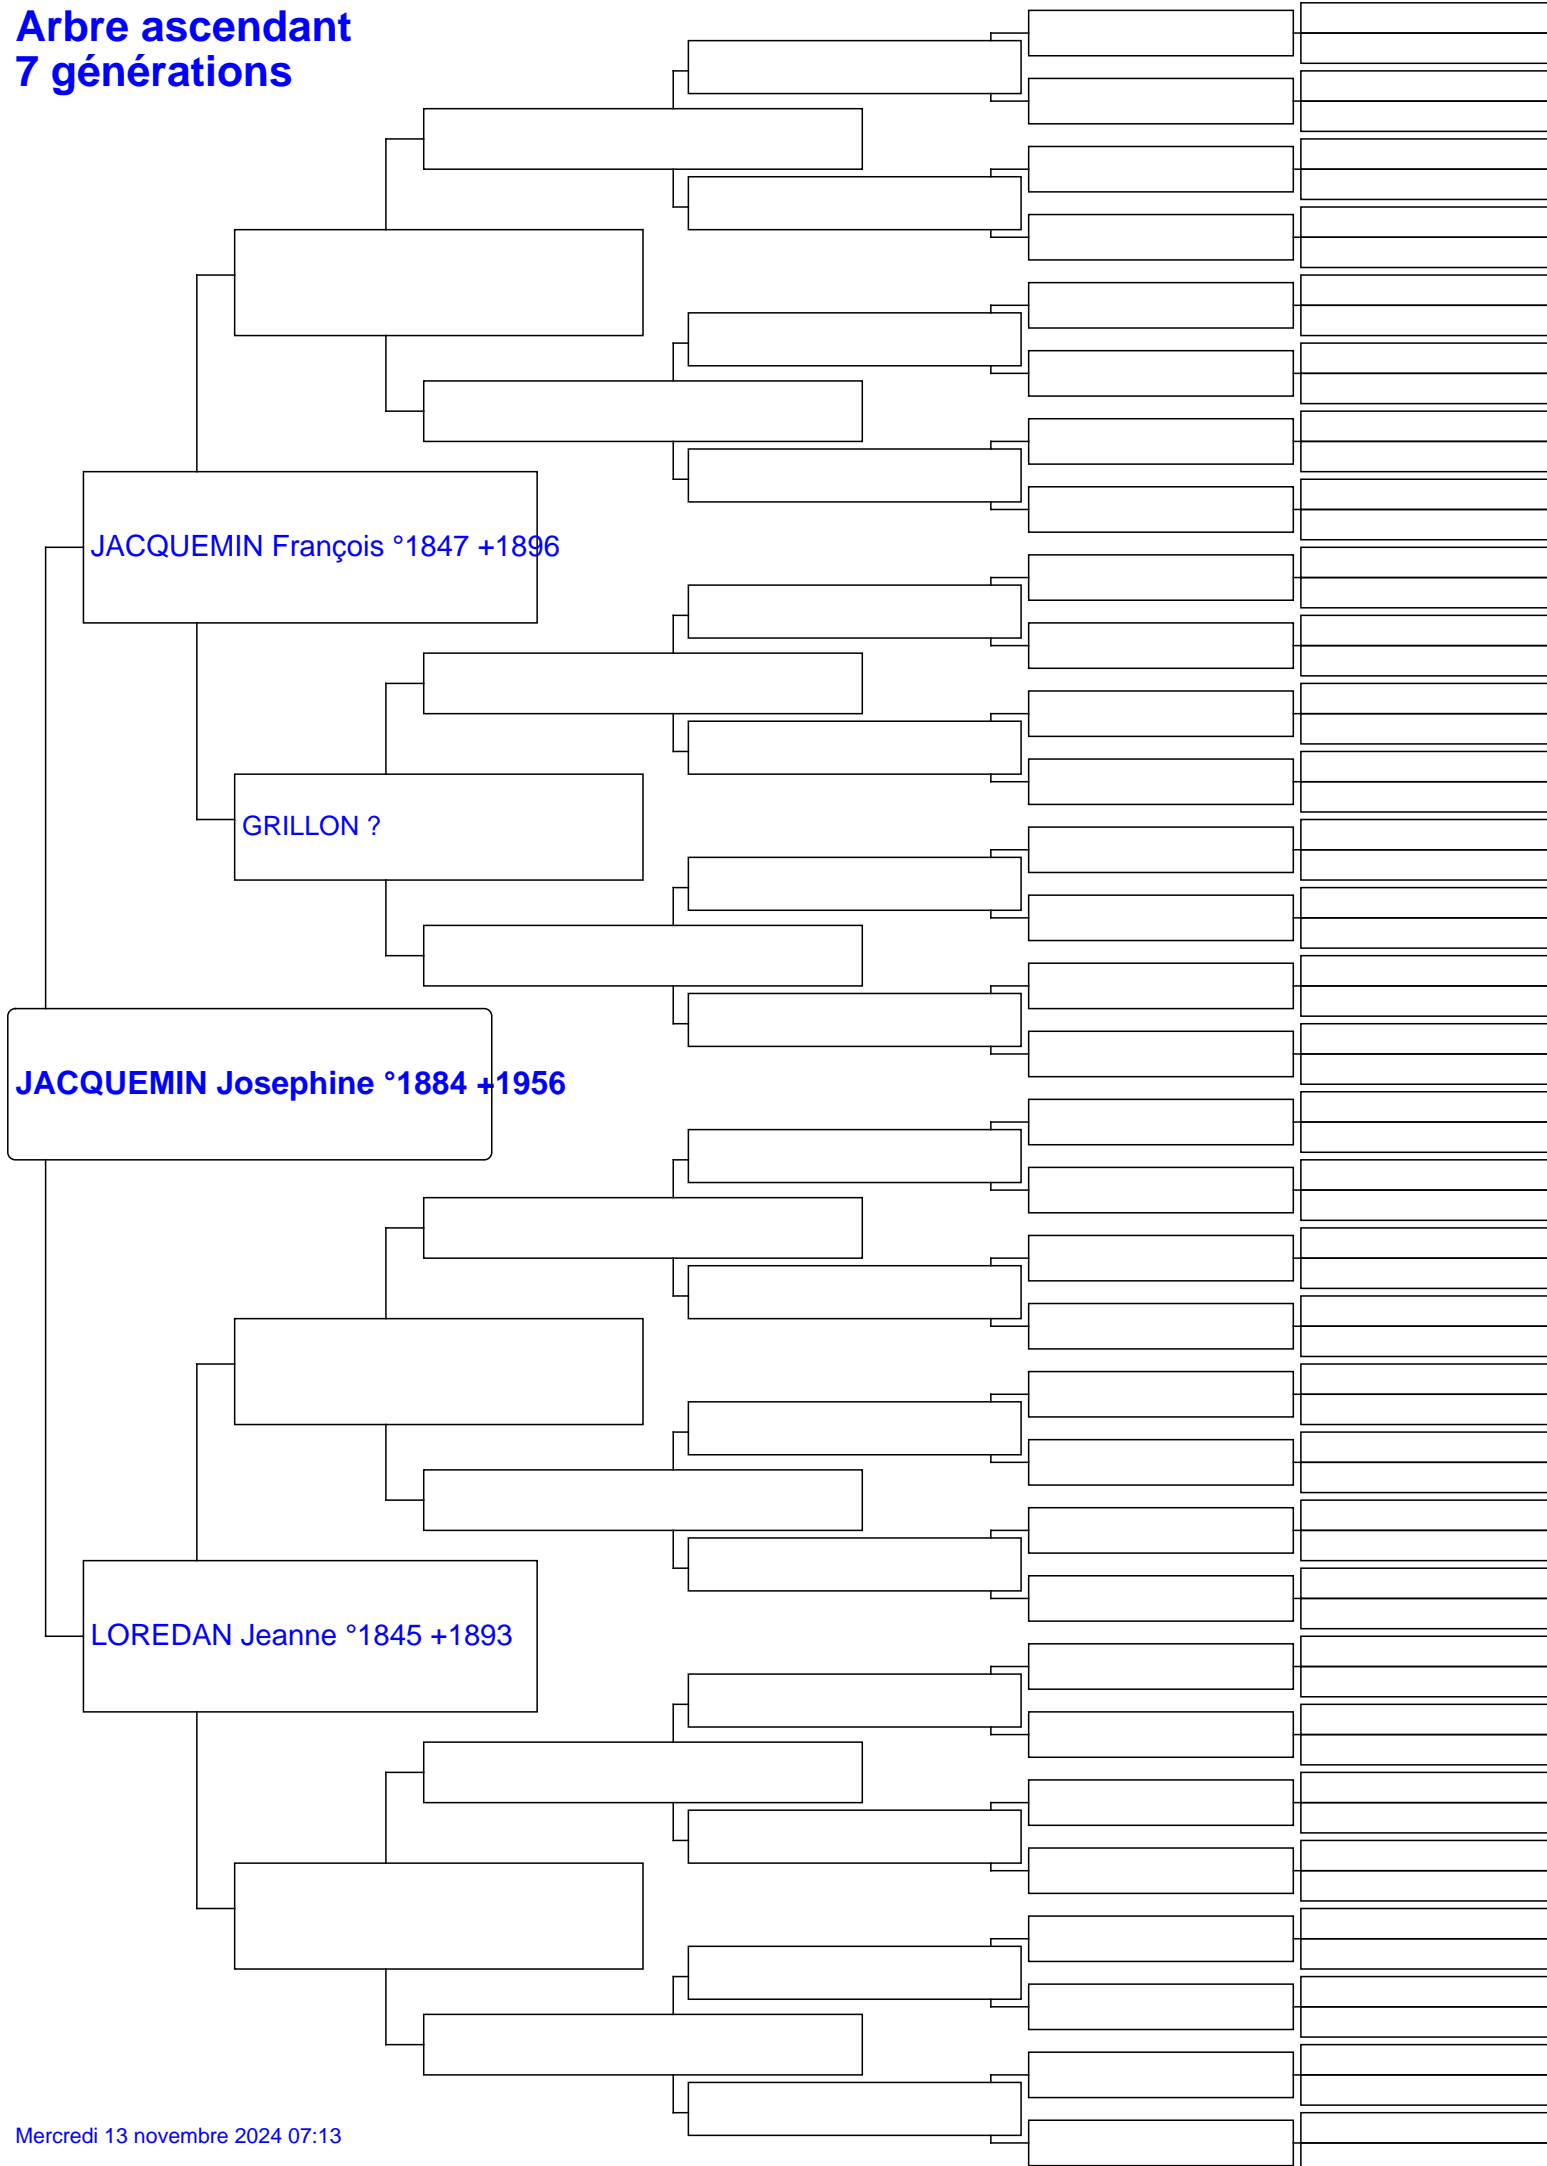 Arbre ascendant
7 générations
JACQUEMIN François °1847 +1896
GRILLON ?
JACQUEMIN Josephine °1884 +1956
LOREDAN Jeanne °1845 +1893
Mercredi 13 novembre 2024 07:13